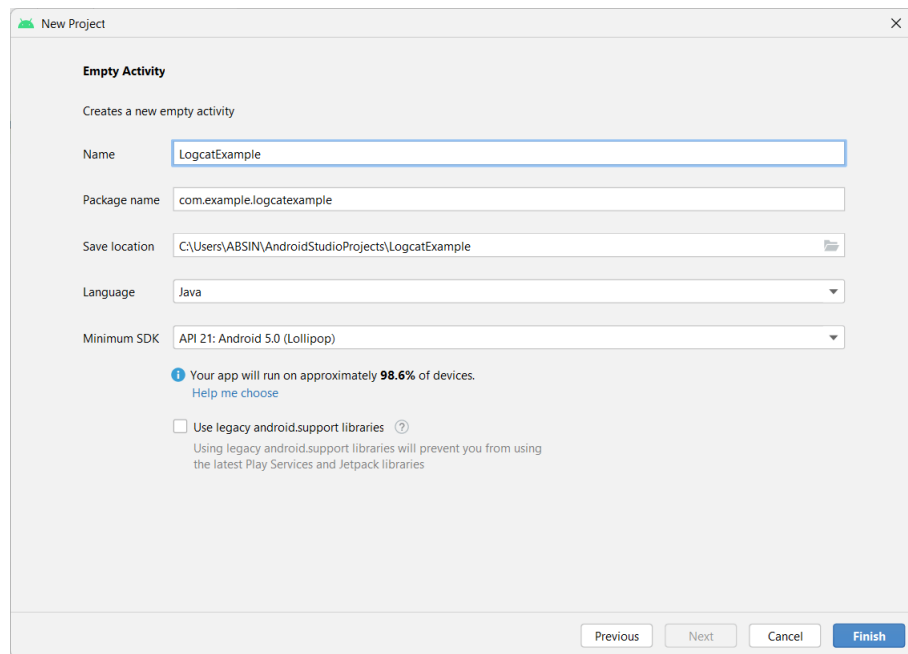 New Project
Empty Activity
Creates a new empty activity
Name LogcatExample
Package name com.example.logcatexample
Save location C:\Users\ABSIN\AndroidStudioProjects\LogcatExample
Language Java
Minimum SDK API 21: Android 5.0 (Lollipop)
Your app will run on approximately 98.6% of devices.
Help me choose
Use legacy android.support libraries ?
Using legacy android.support libraries will prevent you from using
the latest Play Services and Jetpack libraries
Previous Next Cancel Finish